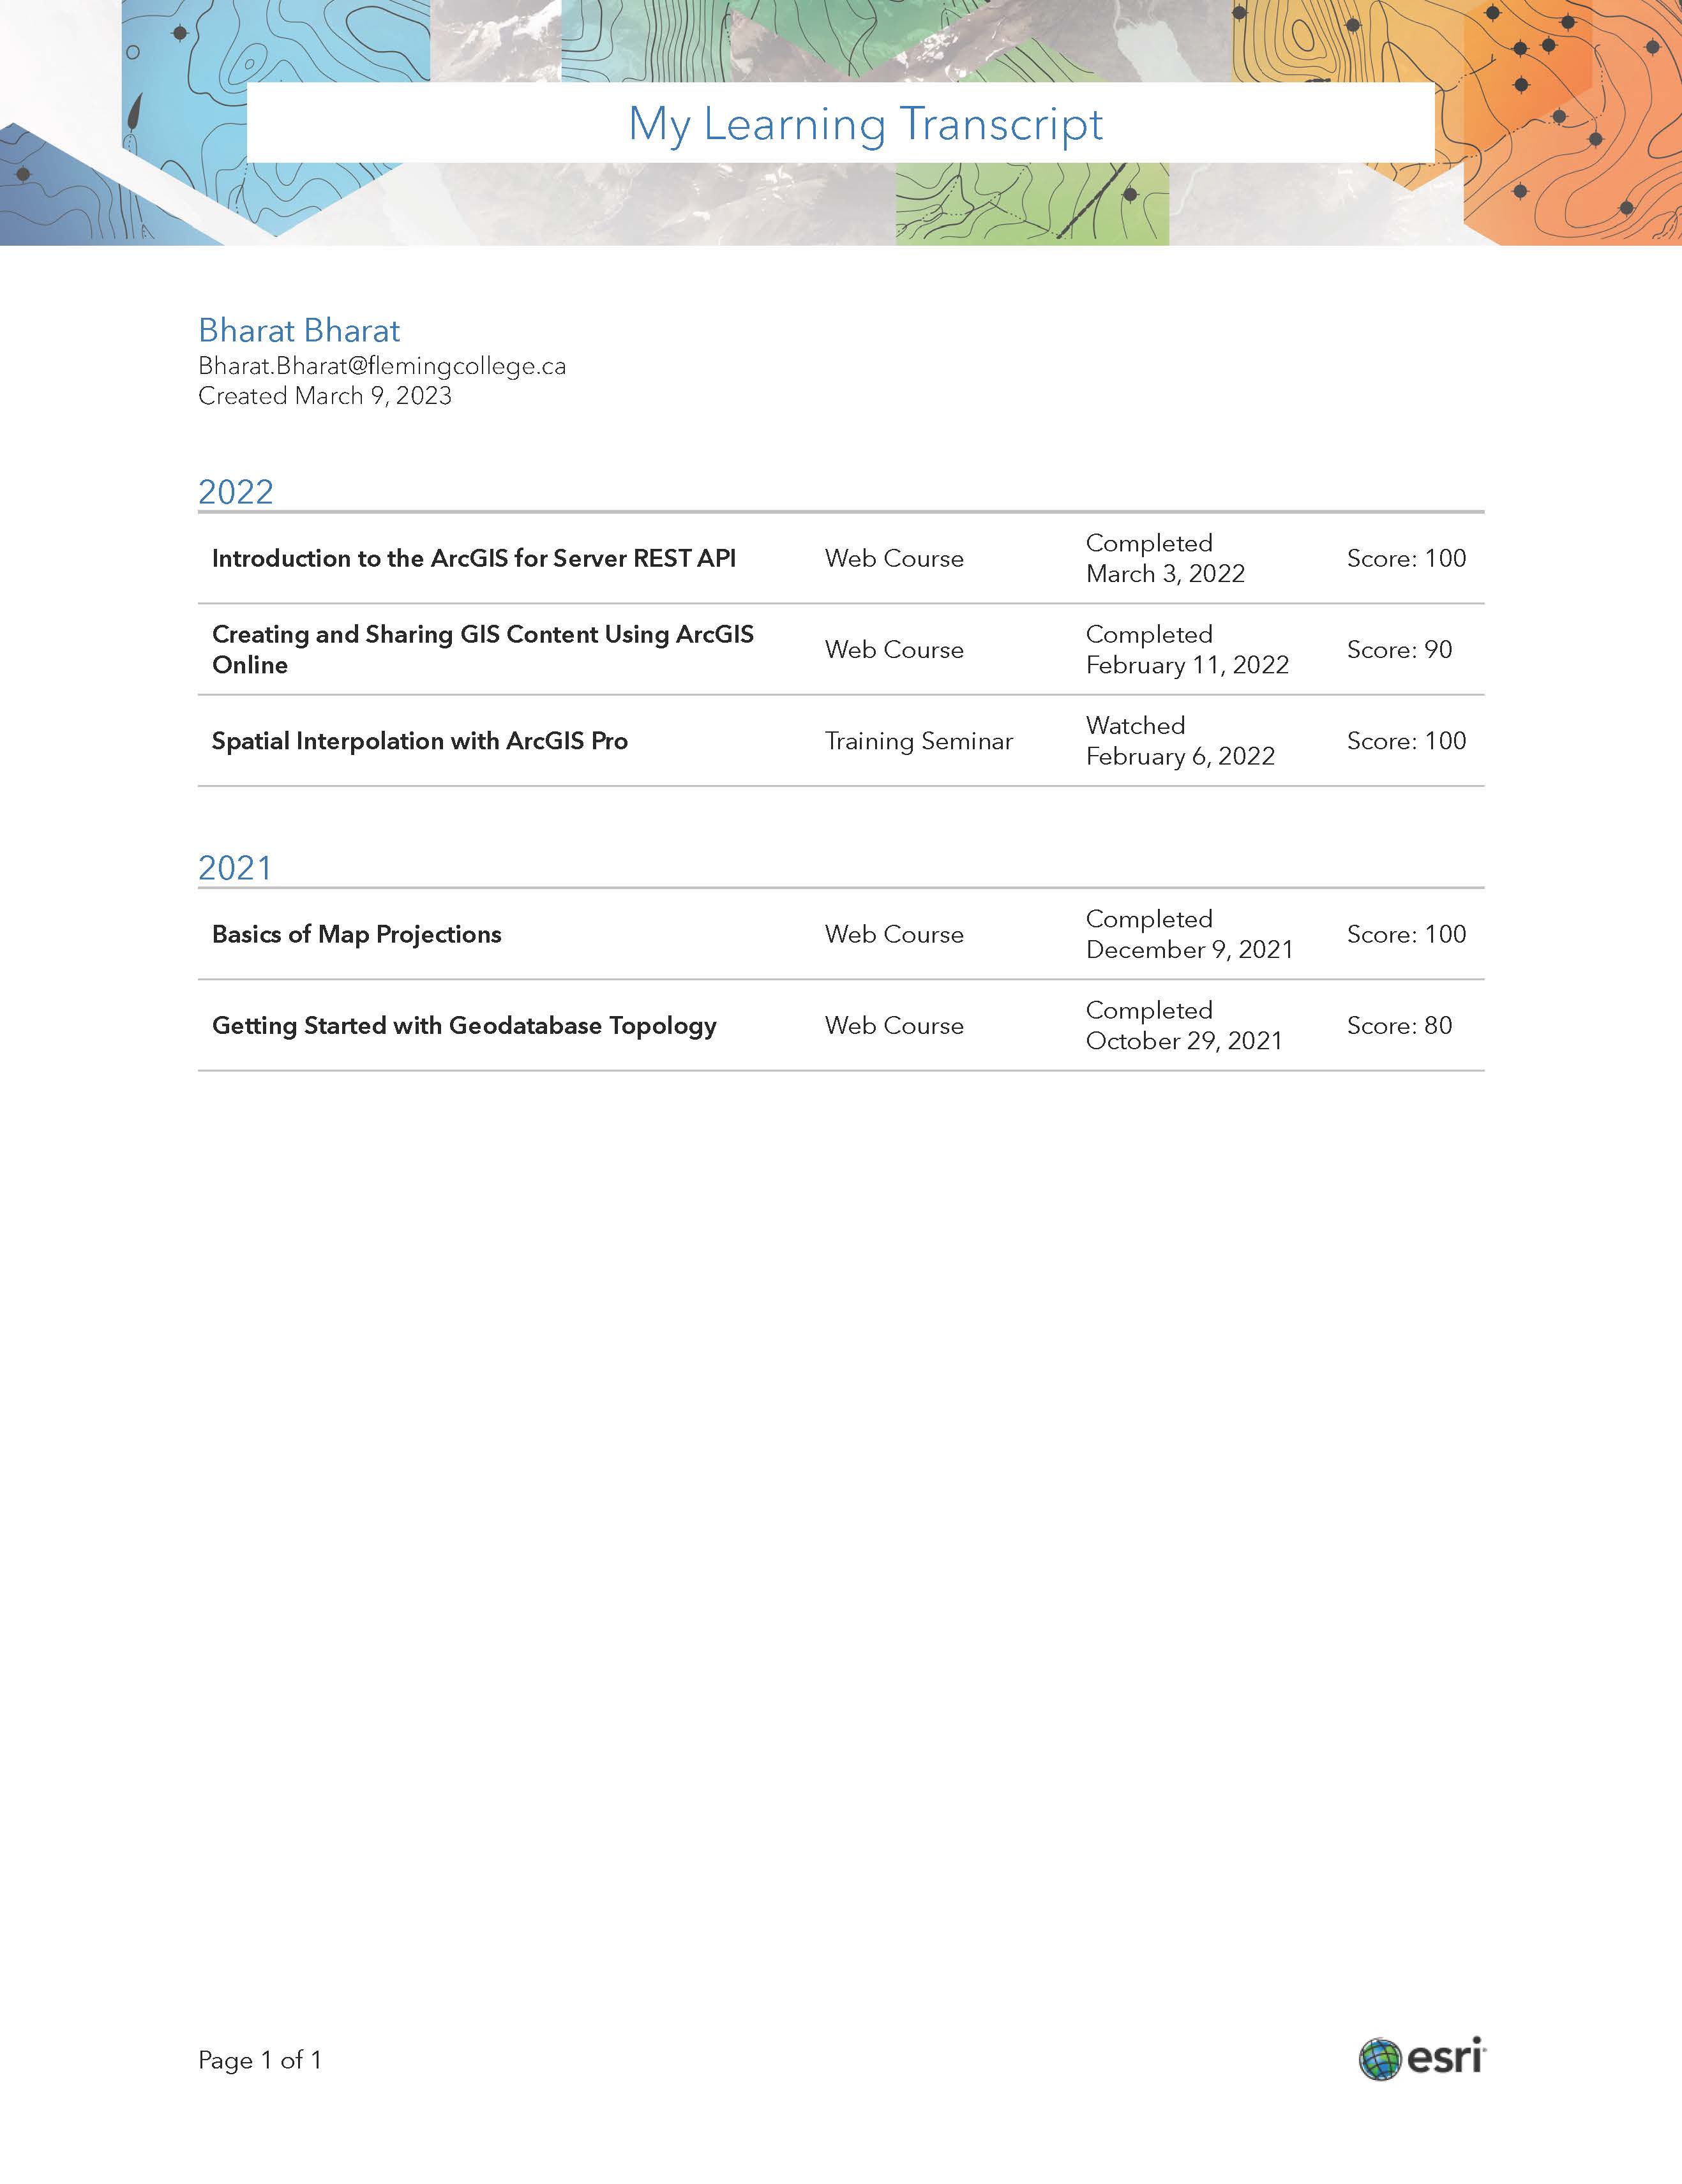 My Learning Transcript
Bharat Bharat
Bharat.Bharat@flemingcollege.ca
Created March 9, 2023
2022
Introduction to the ArcGIS for Server REST API
Web Course
Completed
March 3, 2022
Score: 100
Creating and Sharing GIS Content Using ArcGIS
Online
Web Course
Completed
February 11, 2022
Score: 90
Spatial Interpolation with ArcGIS Pro
Training Seminar
Watched
February 6, 2022
Score: 100
2021
Basics of Map Projections
Web Course
Completed
December 9, 2021
Score: 100
Getting Started with Geodatabase Topology
Web Course
Completed
October 29, 2021
Score: 80
Page 1 of 1
esri